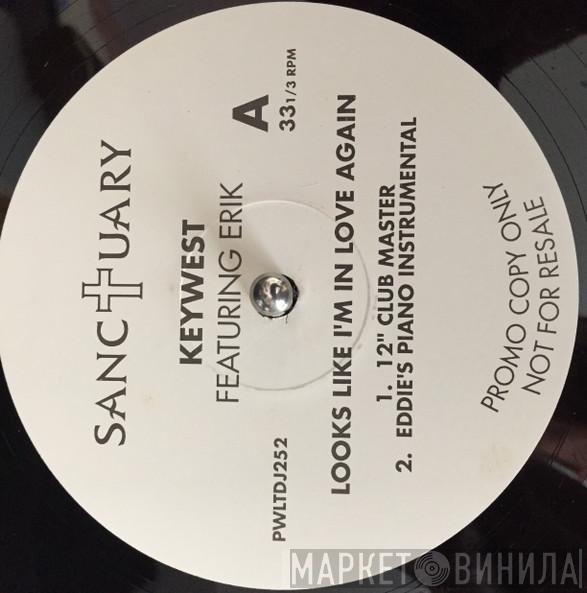 SANCTUARY
KEYWEST
FEATURING ERIK
A
33 1/3 RPM
PWLTDJ252
LOOKS LIKE I'M IN LOVE AGAIN
1. 12" CLUB MASTER
2. EDDIE'S PIANO INSTRUMENTAL
PROMO COPY ONLY
NOT FOR RESALE
МАРКЕТ ВИНИЛА